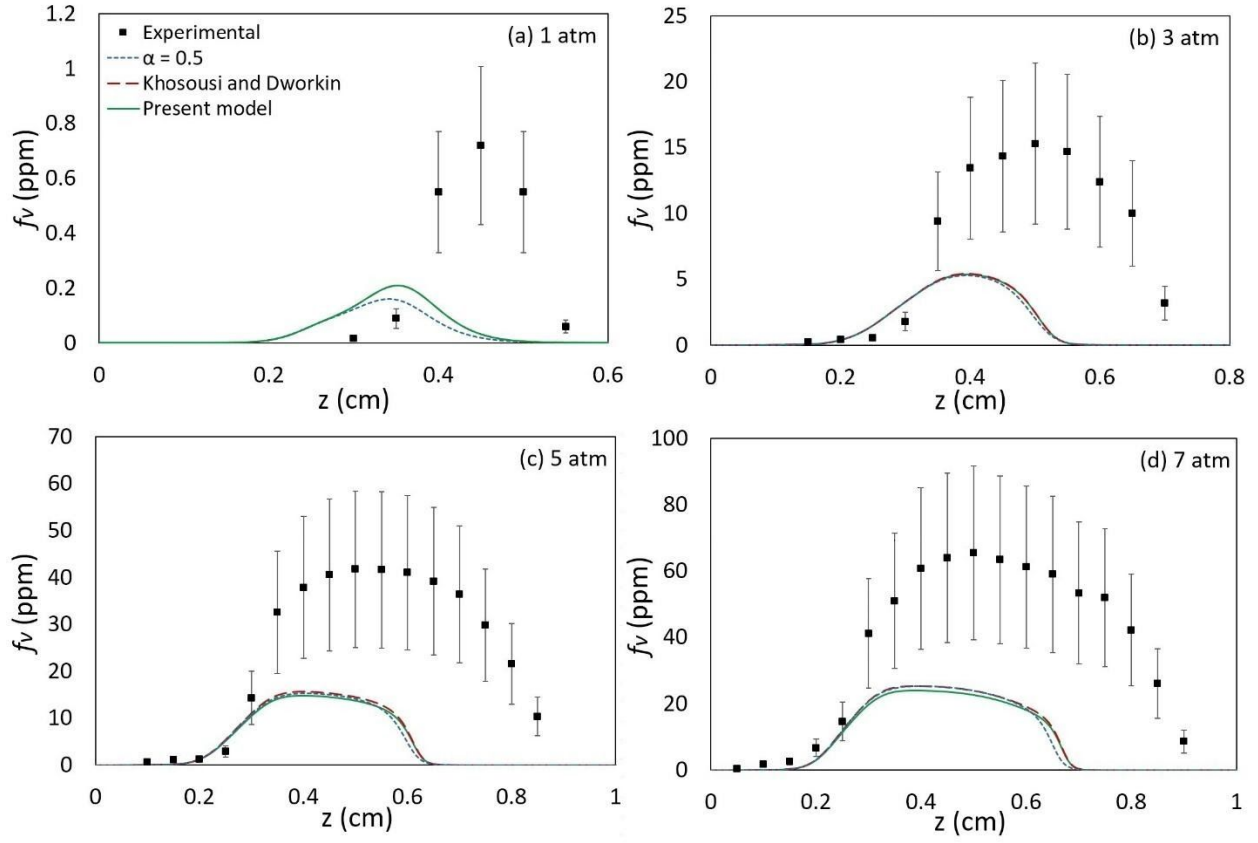 (a) 1 atm
Experimental
α = 0.5
Khosousi and Dworkin
Present model
1.2
1
0.8
0.6
0.4
0.2
0
fv (ppm)
0 0.2 0.4 0.6
z (cm)
(b) 3 atm
25
20
15
10
5
0
fv (ppm)
0 0.2 0.4 0.6 0.8
z (cm)
(c) 5 atm
70
60
50
40
30
20
10
0
fv (ppm)
0 0.2 0.4 0.6 0.8 1
z (cm)
(d) 7 atm
100
80
60
40
20
0
fv (ppm)
0 0.2 0.4 0.6 0.8 1
z (cm)